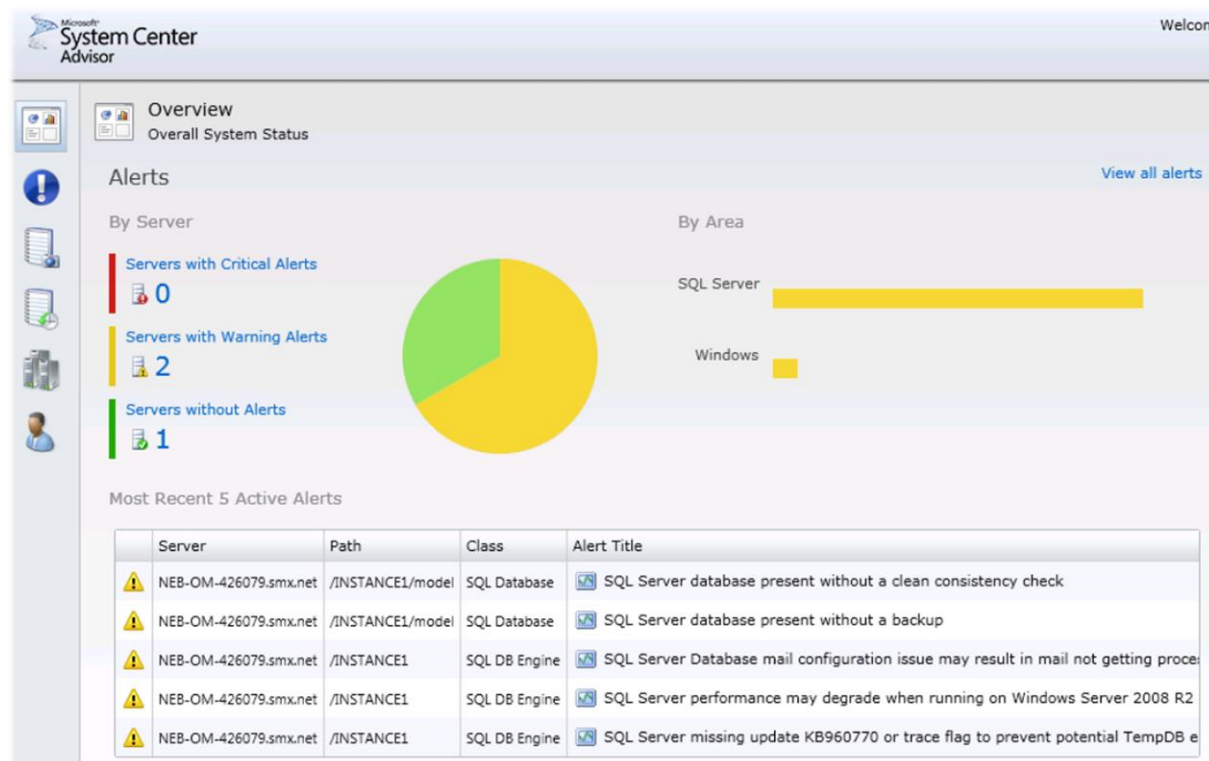 Microsoft®
System Center
Advisor
Welcom
Overview
Overall System Status
Alerts
View all alerts
By Server
By Area
Servers with Critical Alerts
0
Servers with Warning Alerts
2
Servers without Alerts
1
SQL Server
Windows
Most Recent 5 Active Alerts
Server Path Class Alert Title
NEB-OM-426079.smx.net /INSTANCE1/model SQL Database SQL Server database present without a clean consistency check
NEB-OM-426079.smx.net /INSTANCE1/model SQL Database SQL Server database present without a backup
NEB-OM-426079.smx.net /INSTANCE1 SQL DB Engine SQL Server Database mail configuration issue may result in mail not getting proces
NEB-OM-426079.smx.net /INSTANCE1 SQL DB Engine SQL Server performance may degrade when running on Windows Server 2008 R2
NEB-OM-426079.smx.net /INSTANCE1 SQL DB Engine SQL Server missing update KB960770 or trace flag to prevent potential TempDB e